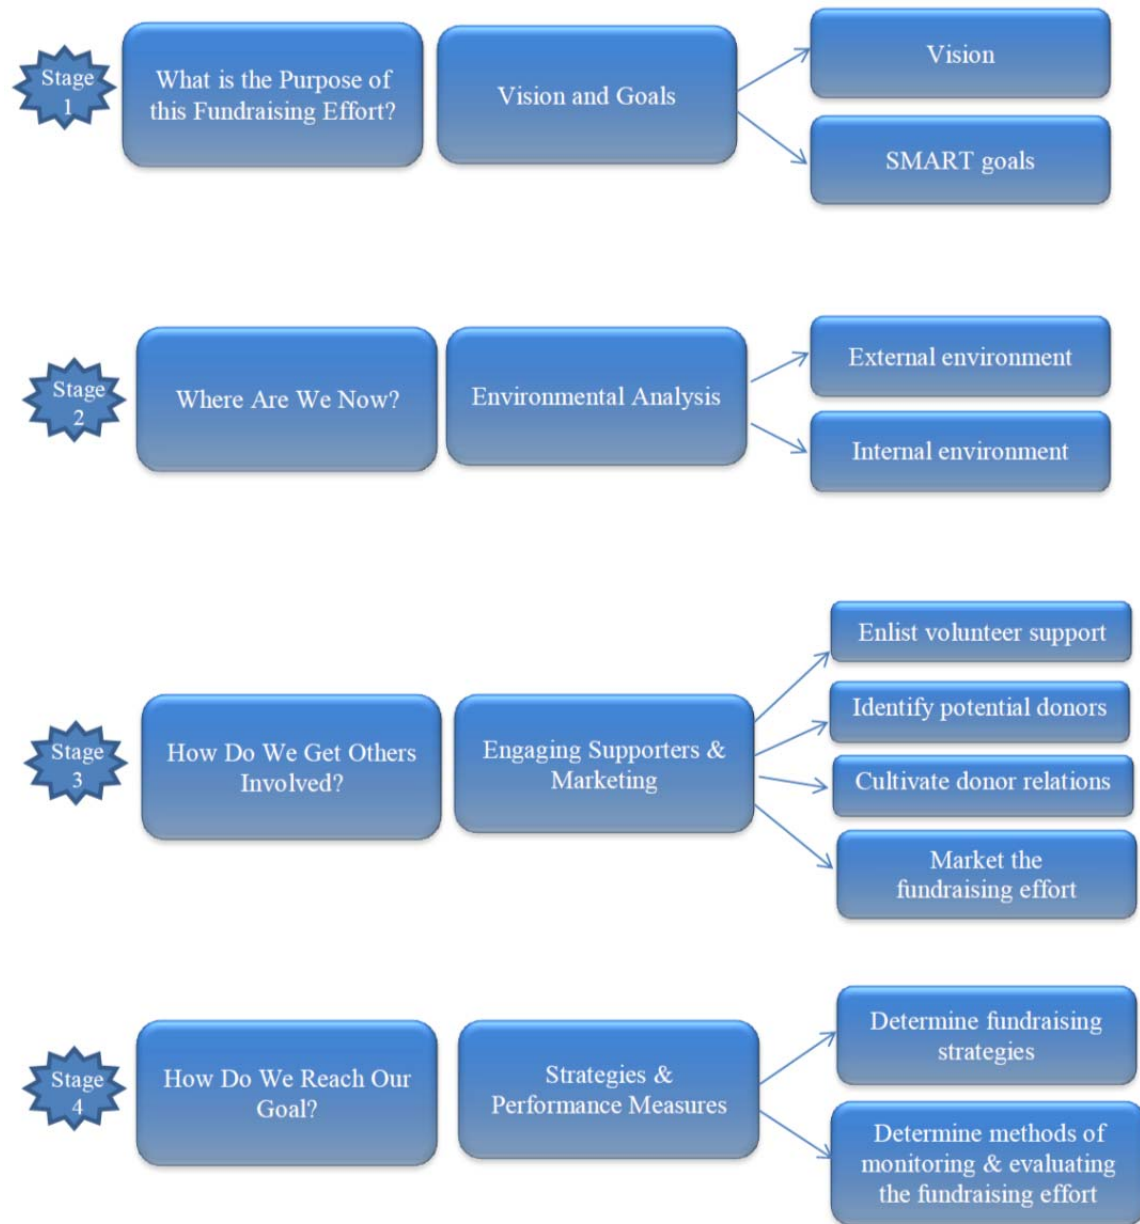 Stage
1
What is the Purpose of
this Fundraising Effort?
Vision and Goals
Vision
SMART goals
Stage
2
Where Are We Now?
Environmental Analysis
External environment
Internal environment
Stage
3
How Do We Get Others
Involved?
Engaging Supporters &
Marketing
Enlist volunteer support
Identify potential donors
Cultivate donor relations
Market the
fundraising effort
Stage
4
How Do We Reach Our
Goal?
Strategies &
Performance Measures
Determine fundraising
strategies
Determine methods of
monitoring & evaluating
the fundraising effort